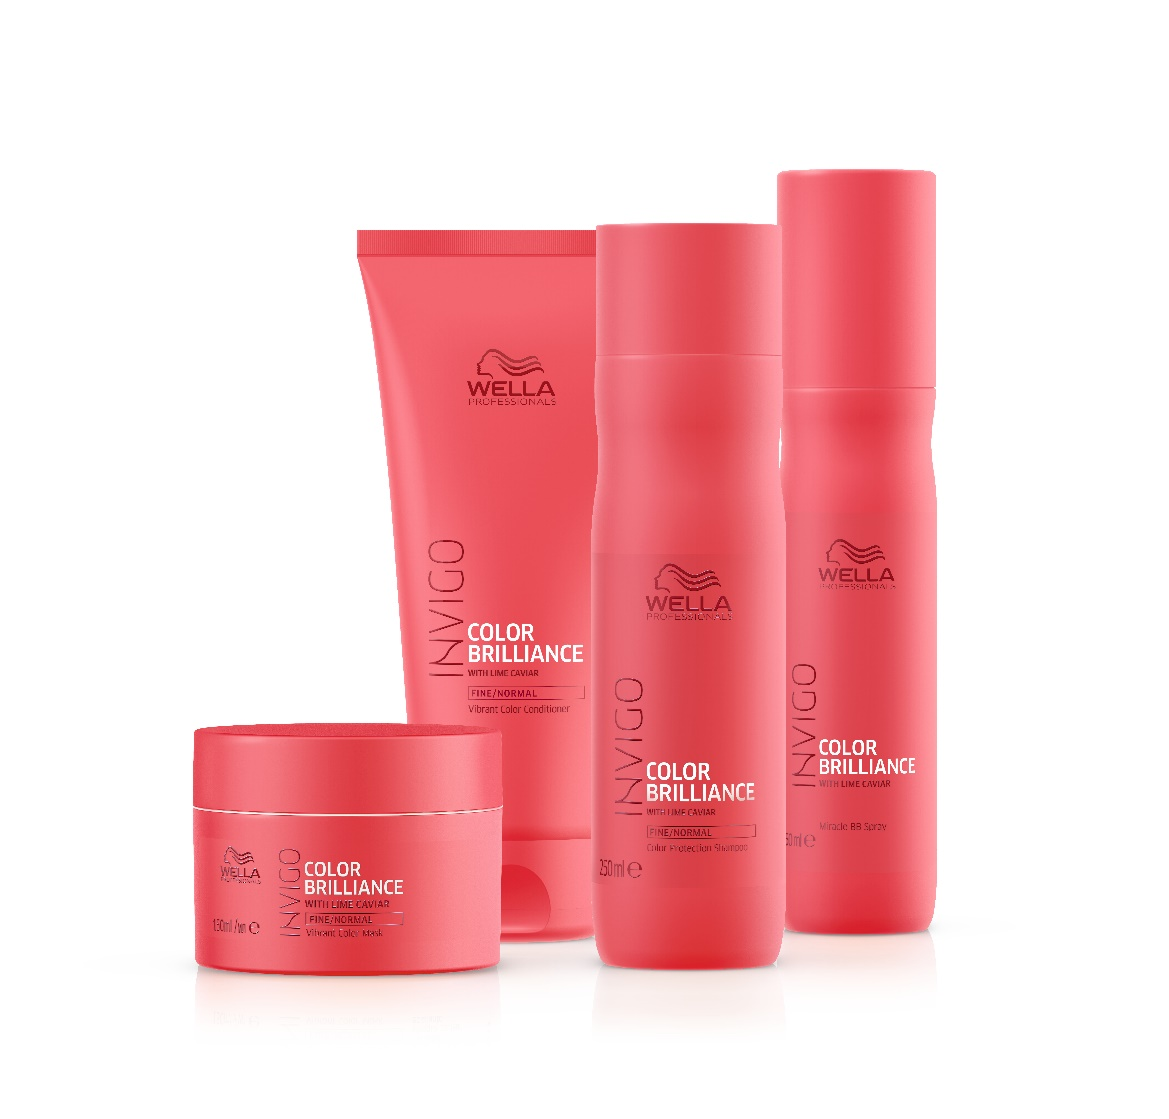 WELLA
PROFESSIONALS
INVIGO
COLOR
BRILLIANCE
WITH LIME CAVIAR
FINE/NORMAL
Vibrant Color Conditioner
WELLA
PROFESSIONALS
INVIGO
COLOR
BRILLIANCE
WITH LIME CAVIAR
FINE/NORMAL
Color Protection Shampoo
250ml ℮
WELLA
PROFESSIONALS
INVIGO
COLOR
BRILLIANCE
WITH LIME CAVIAR
Miracle BB Spray
WELLA
PROFESSIONALS
INVIGO
COLOR
BRILLIANCE
WITH LIME CAVIAR
FINE/NORMAL
Vibrant Color Mask